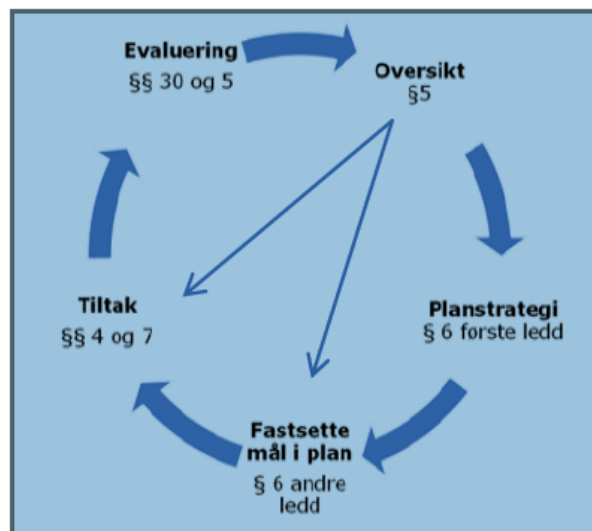 Evaluering
§§ 30 og 5
Oversikt
§5
Planstrategi
§ 6 første ledd
Fastsette
mål i plan
§ 6 andre
ledd
Tiltak
§§ 4 og 7